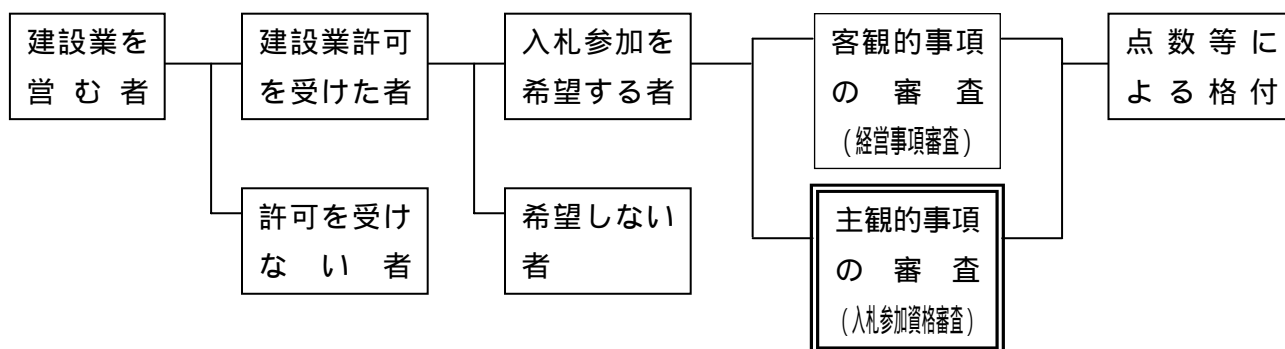 建設業を
営む者
建設業許可
を受けた者
入札参加を
希望する者
客観的事項
の審査
(経営事項審査)
点数等に
よる格付
許可を受け
ない者
希望しない
者
主観的事項
の審査
(入札参加資格審査)